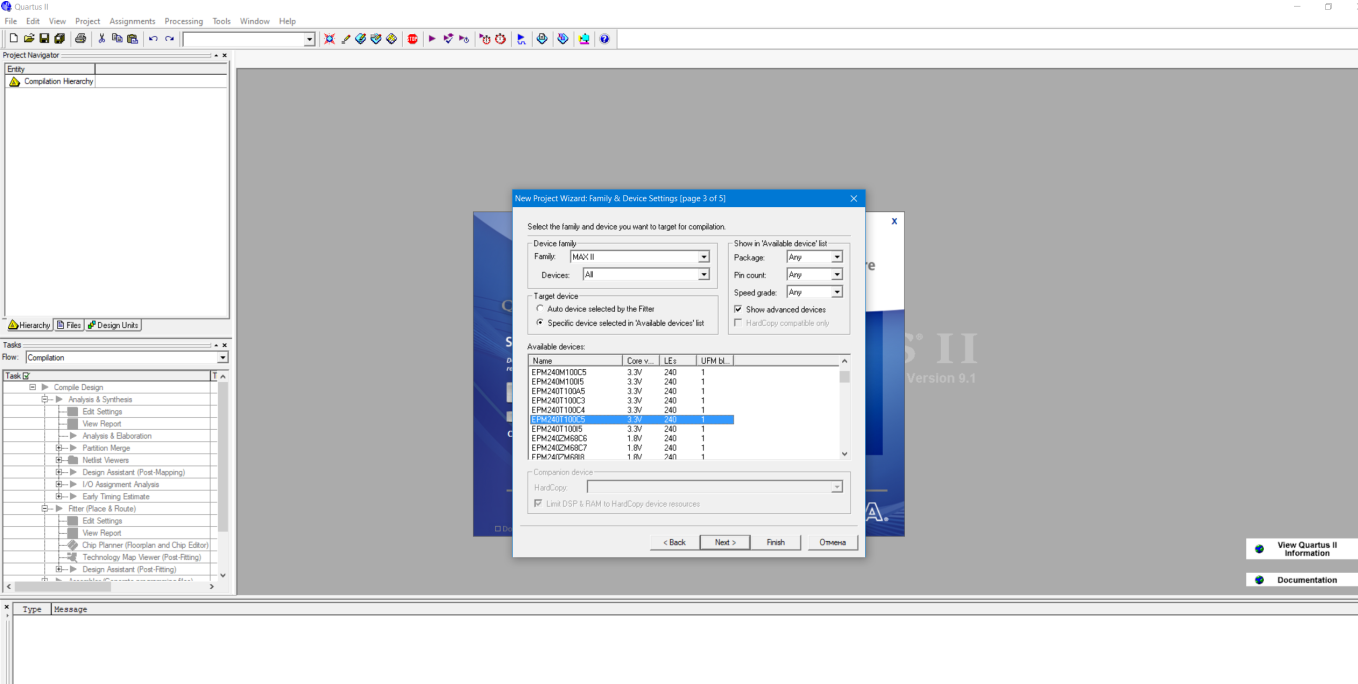 Quartus II
File Edit View Project Assignments Processing Tools Window Help
Project Navigator
Entity
Compilation Hierarchy
Hierarchy Files Design Units
Tasks
Flow: Compilation
Task
Compile Design
Analysis & Synthesis
Edit Settings
View Report
Analysis & Elaboration
Partition Merge
Netlist Viewers
Design Assistant (Post-Mapping)
I/O Assignment Analysis
Early Timing Estimate
Fitter (Place & Route)
Edit Settings
View Report
Chip Planner (Floorplan and Chip Editor)
Technology Map Viewer (Post-Fitting)
Design Assistant (Post-Fitting)
New Project Wizard: Family & Device Settings [page 3 of 5]
Select the family and device you want to target for compilation.
Device family
Family: MAX II
Devices: All
Show in 'Available device' list
Package: Any
Pin count: Any
Speed grade: Any
Show advanced devices
HardCopy compatible only
Target device
Auto device selected by the Fitter
Specific device selected in 'Available devices' list
Available devices:
Name Core v... LEs UFM bl...
EPM240M100C5 3.3V 240 1
EPM240M100I5 3.3V 240 1
EPM240T100A5 3.3V 240 1
EPM240T100C3 3.3V 240 1
EPM240T100C4 3.3V 240 1
EPM240T100C5 3.3V 240 1
EPM240T100I5 3.3V 240 1
EPM240ZM68C6 1.8V 240 1
EPM240ZM68C7 1.8V 240 1
EPM240ZM68I8 1.8V 240 1
Companion device
HardCopy:
Limit DSP & RAM to HardCopy device resources
< Back Next > Finish Отмена
II
Version 9.1
View Quartus II
Information
Documentation
Type Message